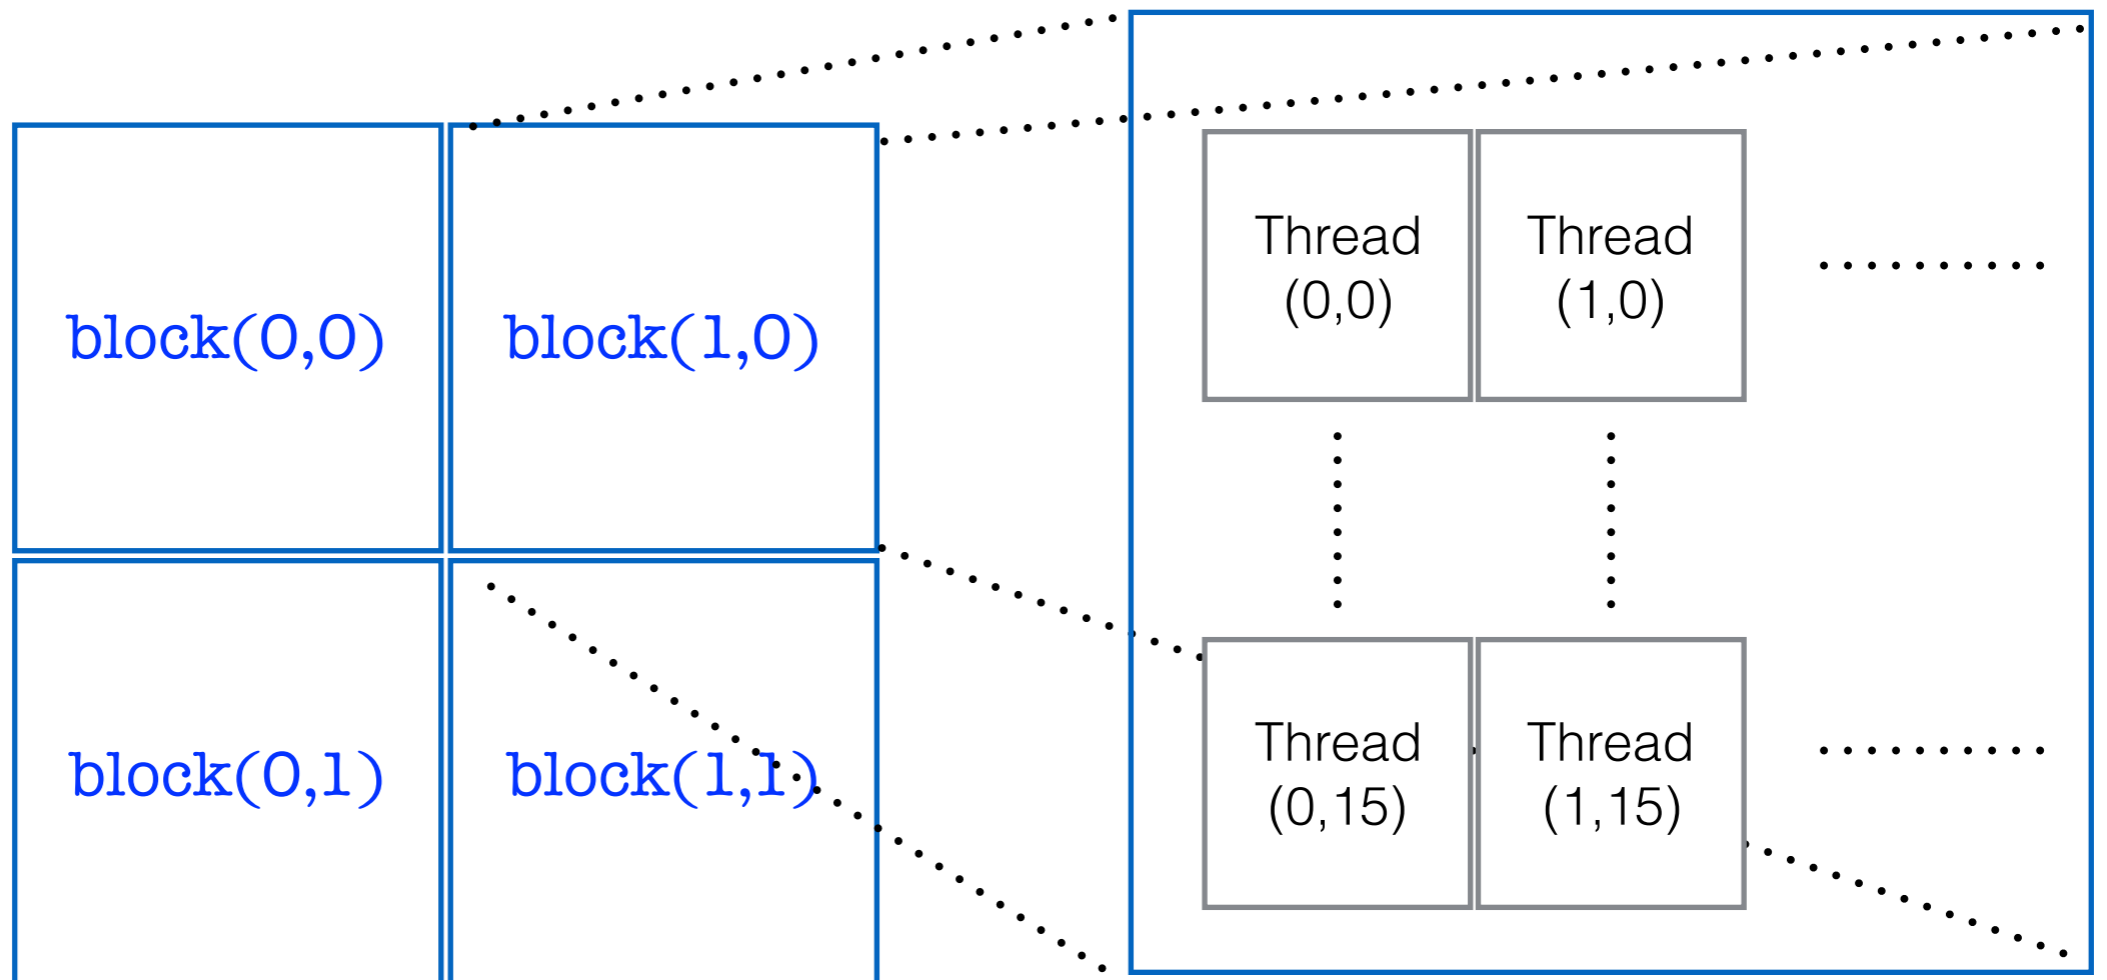 block(0,0)
block(1,0)
block(0,1)
block(1,1)
Thread
(0,0)
Thread
(1,0)
Thread
(0,15)
Thread
(1,15)